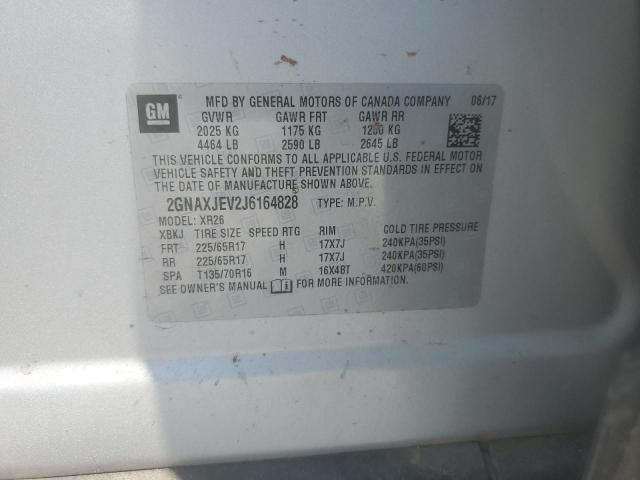 GM
MFD BY GENERAL MOTORS OF CANADA COMPANY 06/17
GVWR GAWR FRT GAWR RR
2025 KG 1175 KG 1200 KG
4464 LB 2590 LB 2645 LB
THIS VEHICLE CONFORMS TO ALL APPLICABLE U.S. FEDERAL MOTOR
VEHICLE SAFETY AND THEFT PREVENTION STANDARDS IN EFFECT ON
THE DATE OF MANUFACTURE SHOWN ABOVE.
2GNAXJEV2J6164828 TYPE: M.P.V.
MODEL: XR26
XBKJ TIRE SIZE SPEED RTG RIM COLD TIRE PRESSURE
FRT 225/65R17 H 17X7J 240KPA(35PSI)
RR 225/65R17 H 17X7J 240KPA(35PSI)
SPA T135/70R16 M 16X4BT 420KPA(60PSI)
SEE OWNER'S MANUAL FOR MORE INFORMATION.